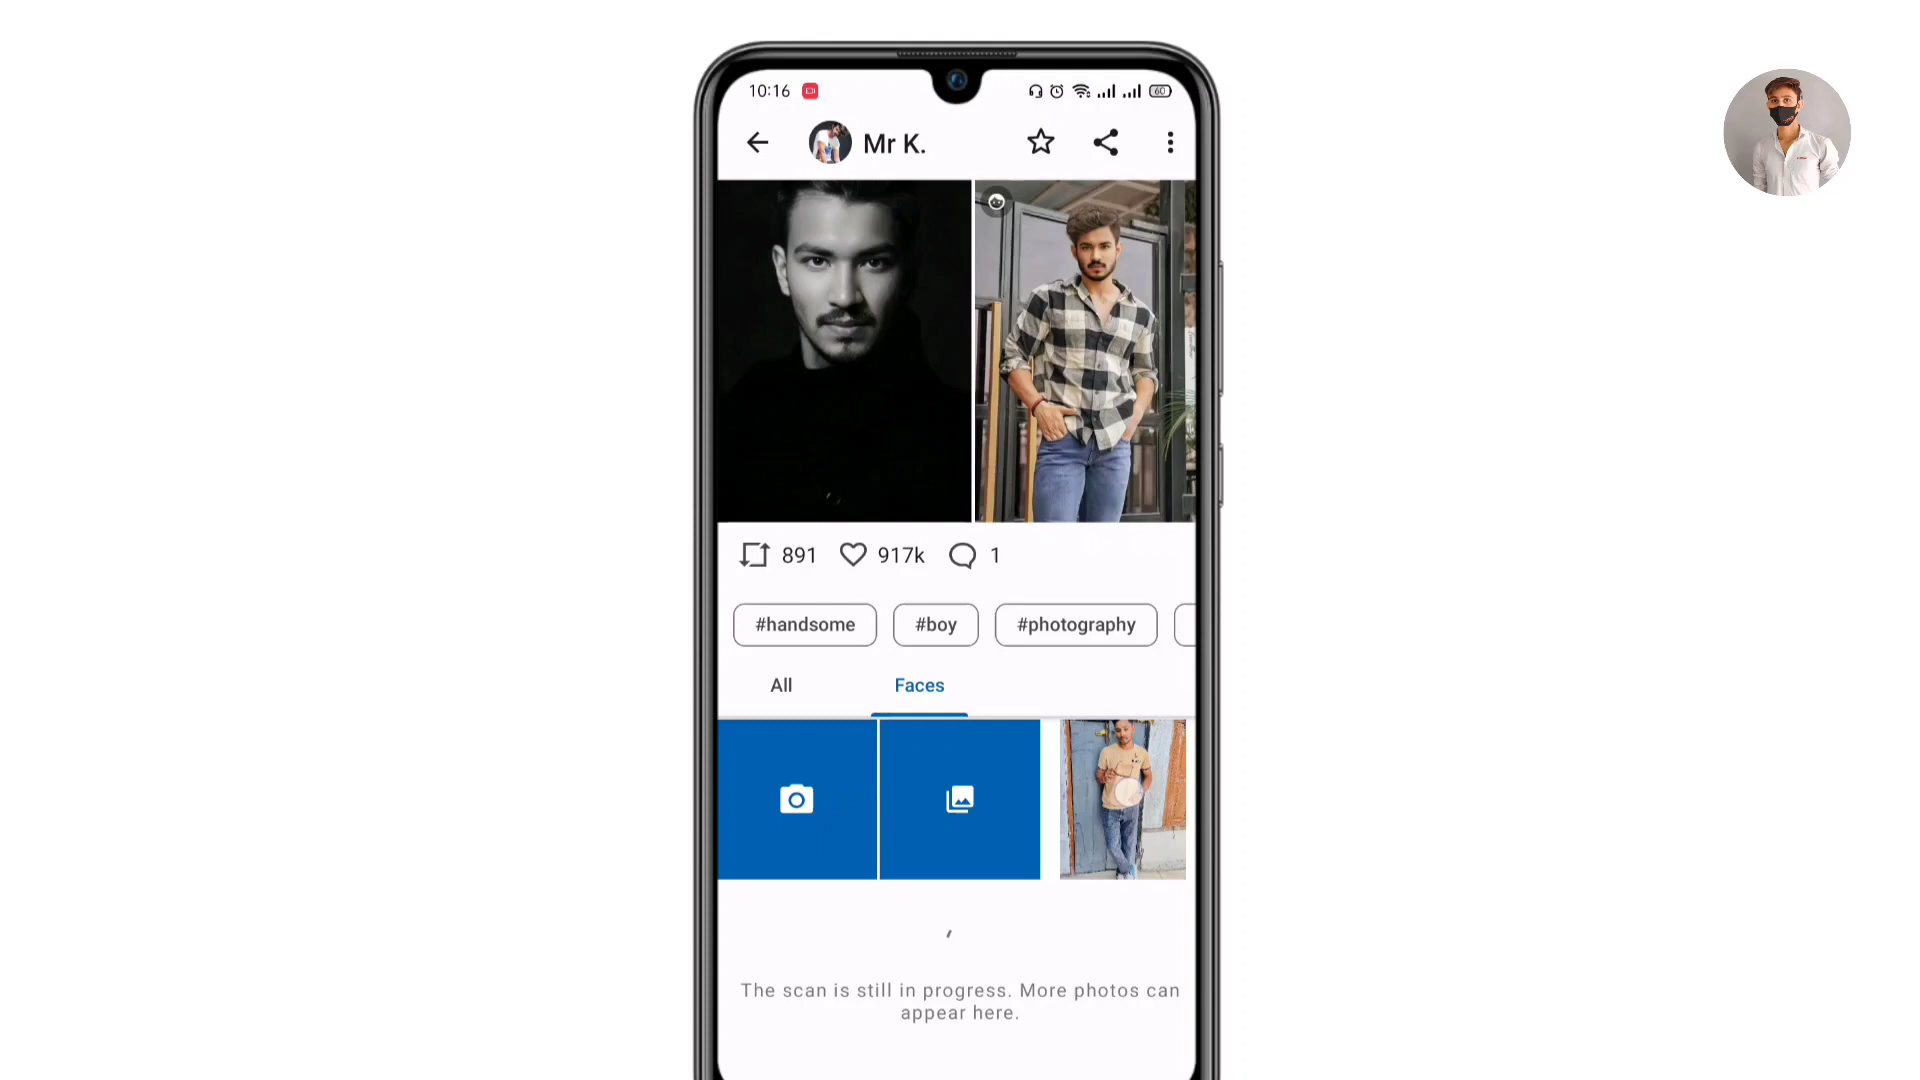 10:16
60
Mr K.
891 917k 1
#handsome #boy #photography
All Faces
The scan is still in progress. More photos can
appear here.